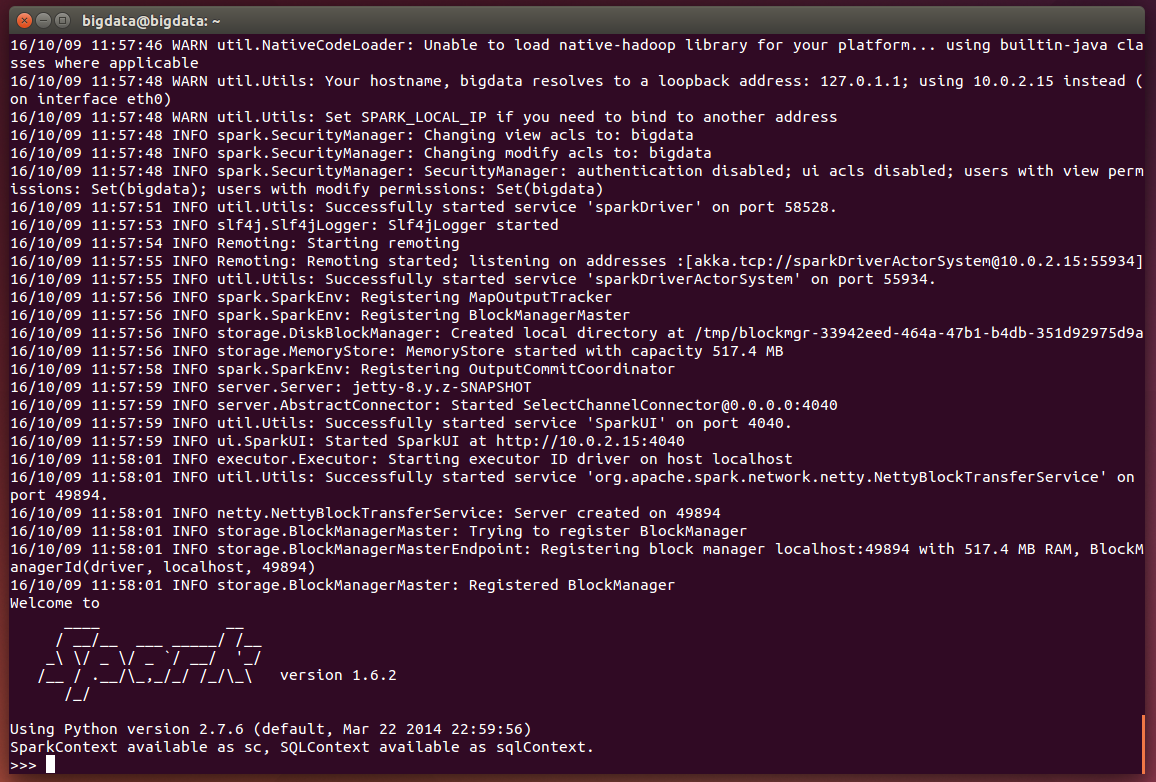 bigdata@bigdata: ~
16/10/09 11:57:46 WARN util.NativeCodeLoader: Unable to load native-hadoop library for your platform... using builtin-java cla
sses where applicable
16/10/09 11:57:48 WARN util.Utils: Your hostname, bigdata resolves to a loopback address: 127.0.1.1; using 10.0.2.15 instead (
on interface eth0)
16/10/09 11:57:48 WARN util.Utils: Set SPARK_LOCAL_IP if you need to bind to another address
16/10/09 11:57:48 INFO spark.SecurityManager: Changing view acls to: bigdata
16/10/09 11:57:48 INFO spark.SecurityManager: Changing modify acls to: bigdata
16/10/09 11:57:48 INFO spark.SecurityManager: SecurityManager: authentication disabled; ui acls disabled; users with view perm
issions: Set(bigdata); users with modify permissions: Set(bigdata)
16/10/09 11:57:51 INFO util.Utils: Successfully started service 'sparkDriver' on port 58528.
16/10/09 11:57:53 INFO slf4j.Slf4jLogger: Slf4jLogger started
16/10/09 11:57:54 INFO Remoting: Starting remoting
16/10/09 11:57:55 INFO Remoting: Remoting started; listening on addresses :[akka.tcp://sparkDriverActorSystem@10.0.2.15:55934]
16/10/09 11:57:55 INFO util.Utils: Successfully started service 'sparkDriverActorSystem' on port 55934.
16/10/09 11:57:56 INFO spark.SparkEnv: Registering MapOutputTracker
16/10/09 11:57:56 INFO spark.SparkEnv: Registering BlockManagerMaster
16/10/09 11:57:56 INFO storage.DiskBlockManager: Created local directory at /tmp/blockmgr-33942eed-464a-47b1-b4db-351d92975d9a
16/10/09 11:57:56 INFO storage.MemoryStore: MemoryStore started with capacity 517.4 MB
16/10/09 11:57:58 INFO spark.SparkEnv: Registering OutputCommitCoordinator
16/10/09 11:57:59 INFO server.Server: jetty-8.y.z-SNAPSHOT
16/10/09 11:57:59 INFO server.AbstractConnector: Started SelectChannelConnector@0.0.0.0:4040
16/10/09 11:57:59 INFO util.Utils: Successfully started service 'SparkUI' on port 4040.
16/10/09 11:57:59 INFO ui.SparkUI: Started SparkUI at http://10.0.2.15:4040
16/10/09 11:58:01 INFO executor.Executor: Starting executor ID driver on host localhost
16/10/09 11:58:01 INFO util.Utils: Successfully started service 'org.apache.spark.network.netty.NettyBlockTransferService' on
port 49894.
16/10/09 11:58:01 INFO netty.NettyBlockTransferService: Server created on 49894
16/10/09 11:58:01 INFO storage.BlockManagerMaster: Trying to register BlockManager
16/10/09 11:58:01 INFO storage.BlockManagerMasterEndpoint: Registering block manager localhost:49894 with 517.4 MB RAM, BlockM
anagerId(driver, localhost, 49894)
16/10/09 11:58:01 INFO storage.BlockManagerMaster: Registered BlockManager
Welcome to
      ____              __
     / __/__  ___ _____/ /__
    _\ \/ _ \/ _ `/ __/  '_/
   /__ / .__/\_,_/_/ /_/\_\   version 1.6.2
      /_/
Using Python version 2.7.6 (default, Mar 22 2014 22:59:56)
SparkContext available as sc, SQLContext available as sqlContext.
>>>